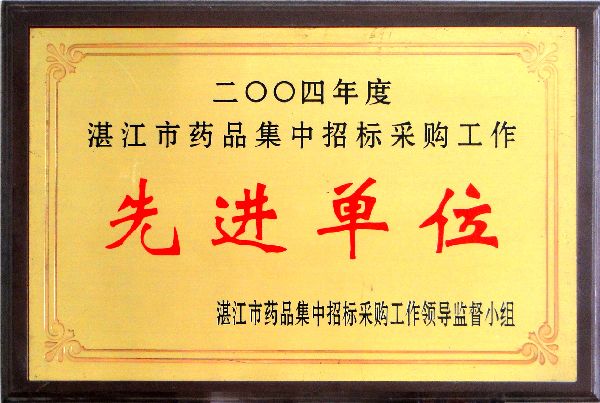 二〇〇四年度
湛江市药品集中招标采购工作
先进单位
湛江市药品集中招标采购工作领导监督小组